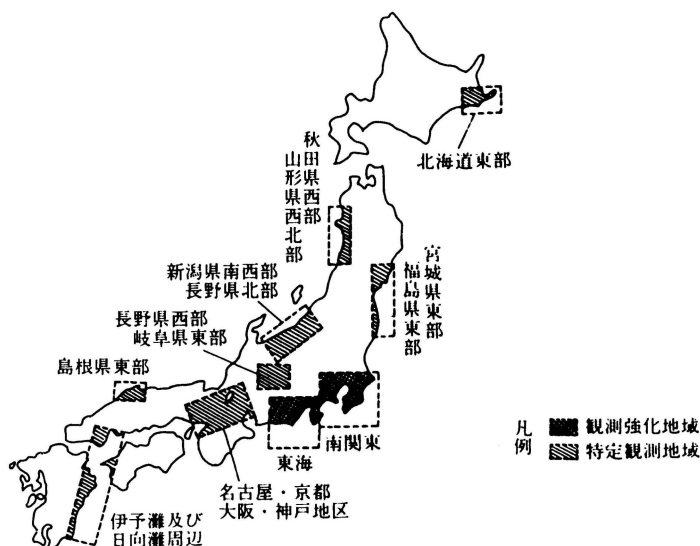 北海道東部
秋田県西部
山形県西北部
宮城県東部
福島県東部
新潟県南西部
長野県北部
長野県西部
岐阜県東部
島根県東部
南関東
東海
名古屋・京都
大阪・神戸地区
伊予灘及び
日向灘周辺
凡例
観測強化地域
特定観測地域